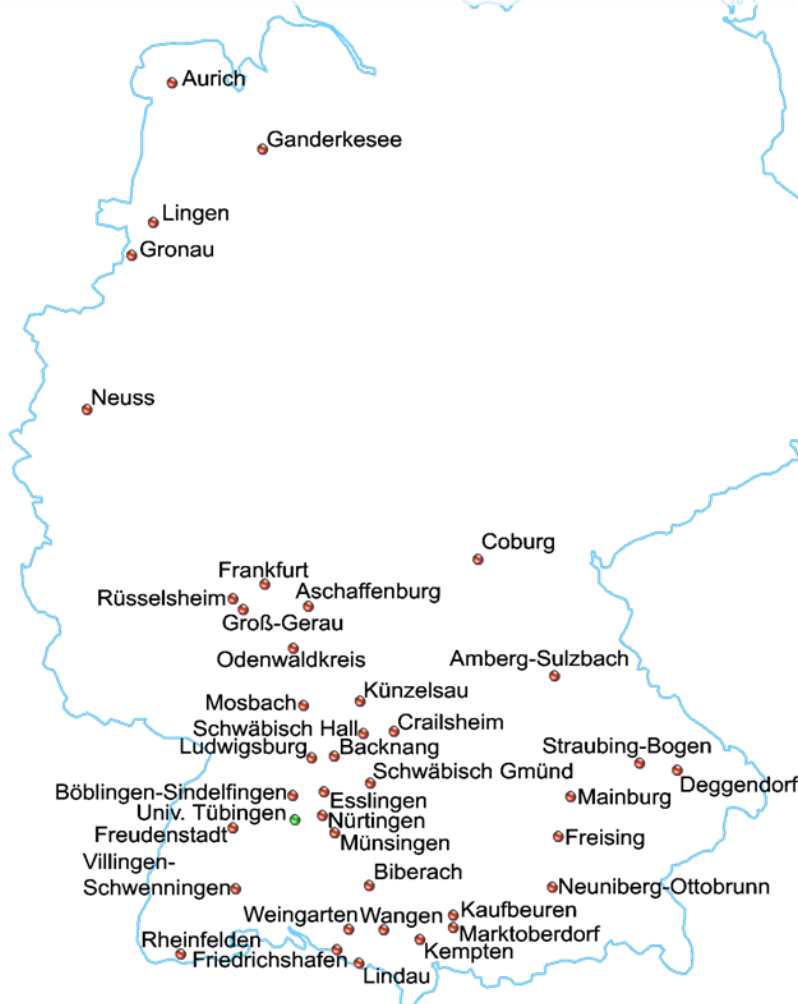 Aurich
Ganderkesee
Lingen
Gronau
Neuss
Coburg
Frankfurt
Rüsselsheim
Aschaffenburg
Groß-Gerau
Odenwaldkreis
Amberg-Sulzbach
Künzelsau
Mosbach
Crailsheim
Schwäbisch Hall
Ludwigsburg
Backnang
Straubing-Bogen
Schwäbisch Gmünd
Deggendorf
Böblingen-Sindelfingen
Esslingen
Mainburg
Univ. Tübingen
Nürtingen
Freudenstadt
Münsingen
Freising
Villingen-
Schwenningen
Biberach
Neuniberg-Ottobrunn
Weingarten
Wangen
Kaufbeuren
Marktoberdorf
Rheinfelden
Kempten
Friedrichshafen
Lindau